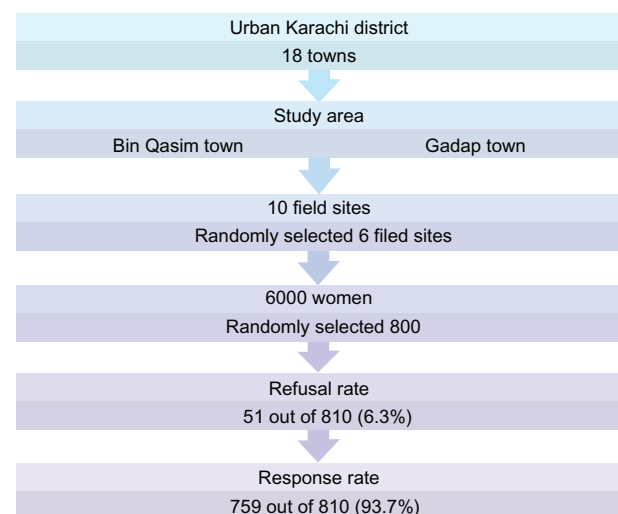 Urban Karachi district
18 towns
Study area
Bin Qasim town Gadap town
10 field sites
Randomly selected 6 filed sites
6000 women
Randomly selected 800
Refusal rate
51 out of 810 (6.3%)
Response rate
759 out of 810 (93.7%)